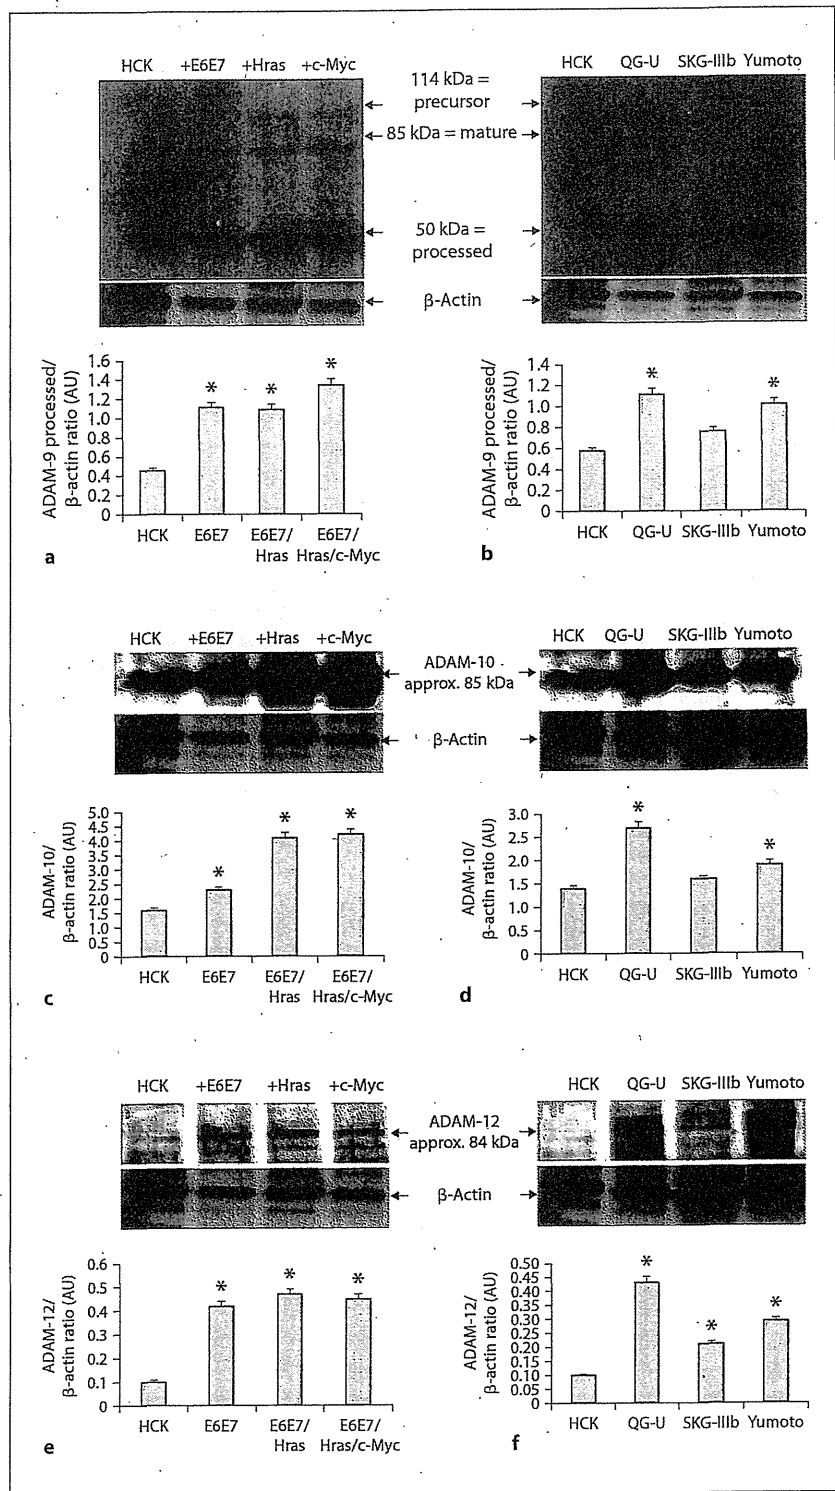 HCK +E6E7 +Hras +c-Myc
HCK QG-U SKG-IIIb Yumoto
114 kDa =
precursor
85 kDa = mature
50 kDa =
processed
β-Actin
ADAM-9 processed/
β-actin ratio (AU)
1.6
1.4
1.2
1.0
0.8
0.6
0.4
0.2
0
* * *
HCK E6E7 E6E7/ E6E7/
Hras Hras/c-Myc
a
ADAM-9 processed/
β-actin ratio (AU)
1.4
1.2
1.0
0.8
0.6
0.4
0.2
0
* *
HCK QG-U SKG-IIIb Yumoto
b
HCK +E6E7 +Hras +c-Myc
HCK QG-U SKG-IIIb Yumoto
ADAM-10
approx. 85 kDa
β-Actin
ADAM-10/
β-actin ratio (AU)
5.0
4.5
4.0
3.5
3.0
2.5
2.0
1.5
1.0
0.5
0
* * *
HCK E6E7 E6E7/ E6E7/
Hras Hras/c-Myc
c
ADAM-10/
β-actin ratio (AU)
3.0
2.5
2.0
1.5
1.0
0.5
0
* *
HCK QG-U SKG-IIIb Yumoto
d
HCK +E6E7 +Hras +c-Myc
HCK QG-U SKG-IIIb Yumoto
ADAM-12
approx. 84 kDa
β-Actin
ADAM-12/
β-actin ratio (AU)
0.6
0.5
0.4
0.3
0.2
0.1
0
* * *
HCK E6E7 E6E7/ E6E7/
Hras Hras/c-Myc
e
ADAM-12/
β-actin ratio (AU)
0.50
0.45
0.40
0.35
0.30
0.25
0.20
0.15
0.10
0.05
0
* * *
HCK QG-U SKG-IIIb Yumoto
f